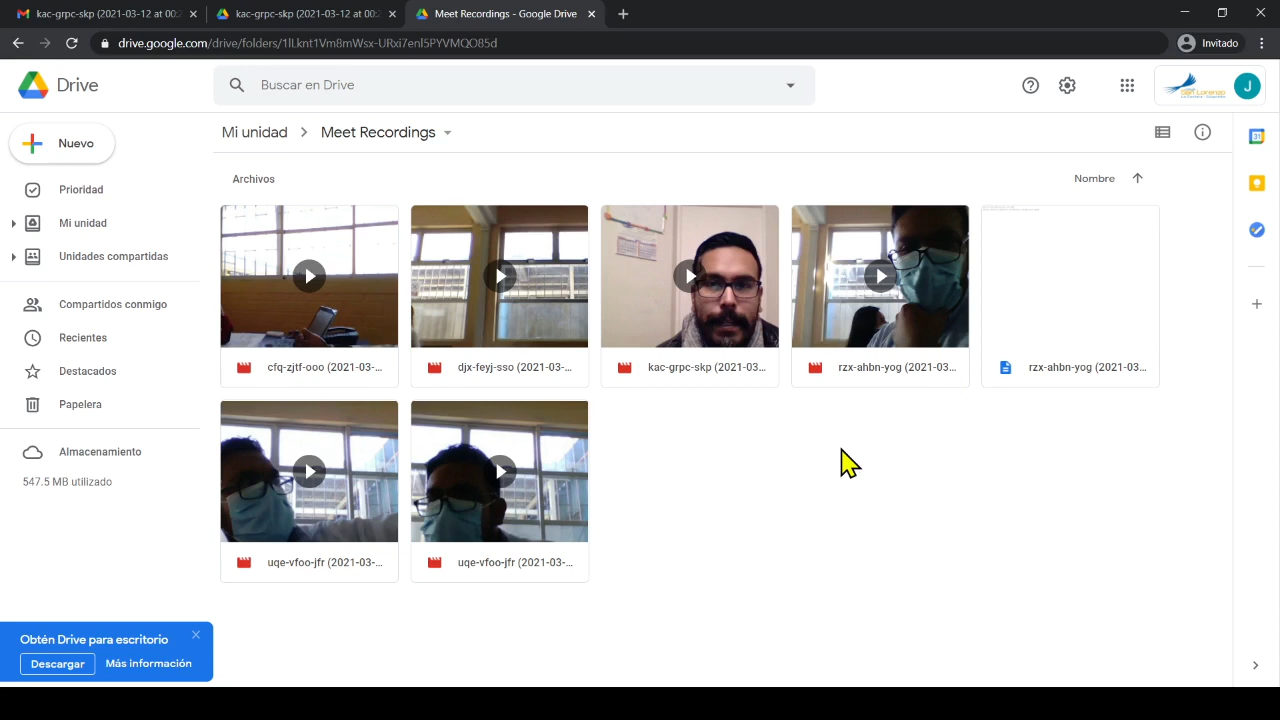 kac-grpc-skp (2021-03-12 at 00:2
kac-grpc-skp (2021-03-12 at 00:2
Meet Recordings - Google Drive
drive.google.com/drive/folders/1lLknt1Vm8mWsx-URxi7enl5PYVMQO85d
Invitado
Drive
Buscar en Drive
San Lorenzo
J
Nuevo
Mi unidad
Meet Recordings
31
Prioridad
Archivos
Nombre
Mi unidad
Unidades compartidas
Compartidos conmigo
Recientes
Destacados
Papelera
Almacenamiento
547.5 MB utilizado
cfq-zjtf-ooo (2021-03-...
djx-feyj-sso (2021-03-...
kac-grpc-skp (2021-03...
rzx-ahbn-yog (2021-03...
rzx-ahbn-yog (2021-03...
uqe-vfoo-jfr (2021-03-...
uqe-vfoo-jfr (2021-03-...
Obtén Drive para escritorio
Descargar
Más información